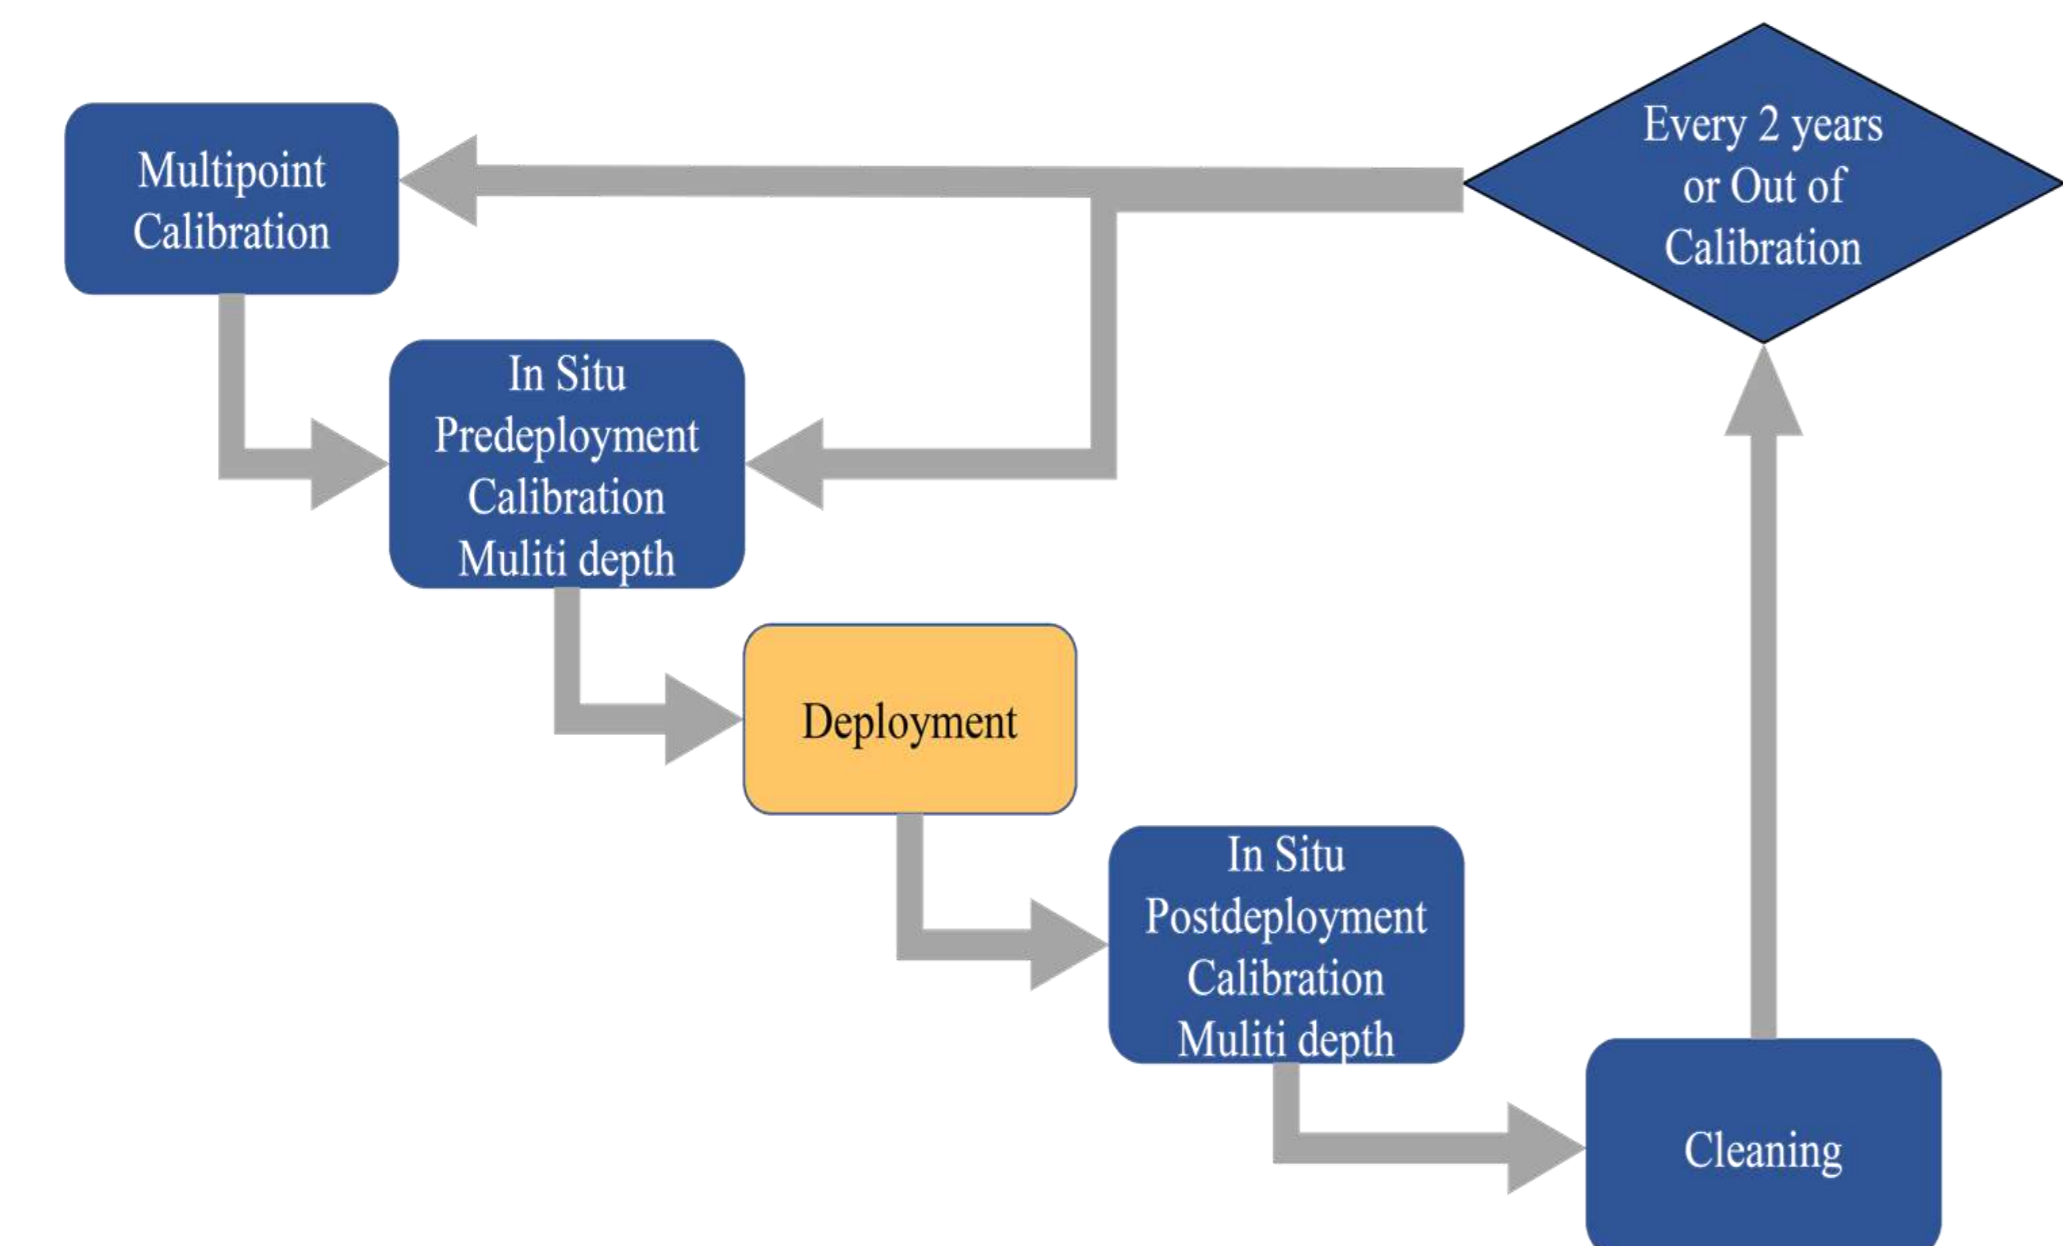 Every 2 years
or Out of
Calibration
Multipoint
Calibration
In Situ
Predeployment
Calibration
Muliti depth
Deployment
In Situ
Postdeployment
Calibration
Muliti depth
Cleaning